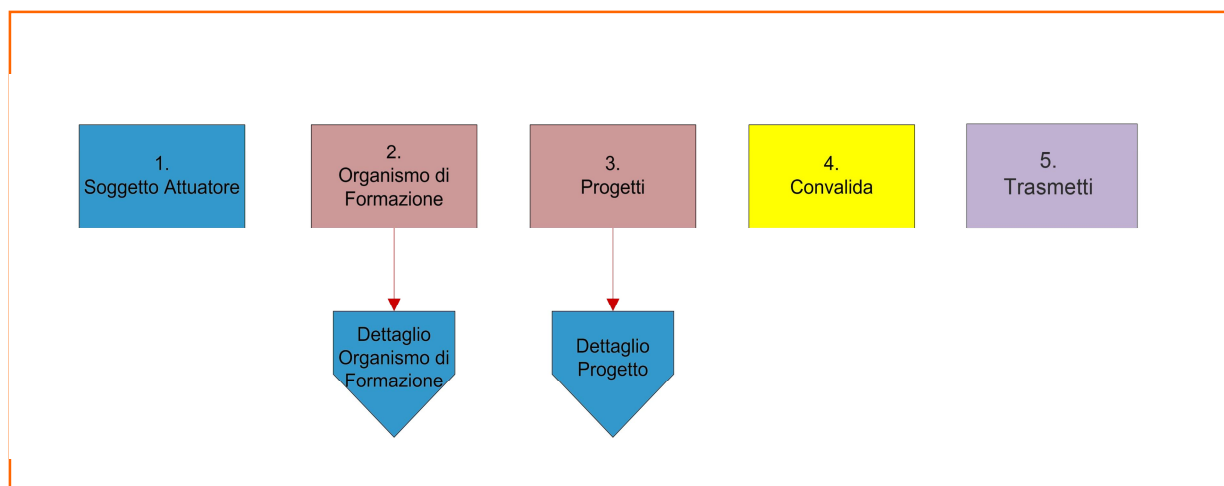 1.
Soggetto Attuatore
2.
Organismo di
Formazione
3.
Progetti
4.
Convalida
5.
Trasmetti
Dettaglio
Organismo di
Formazione
Dettaglio
Progetto